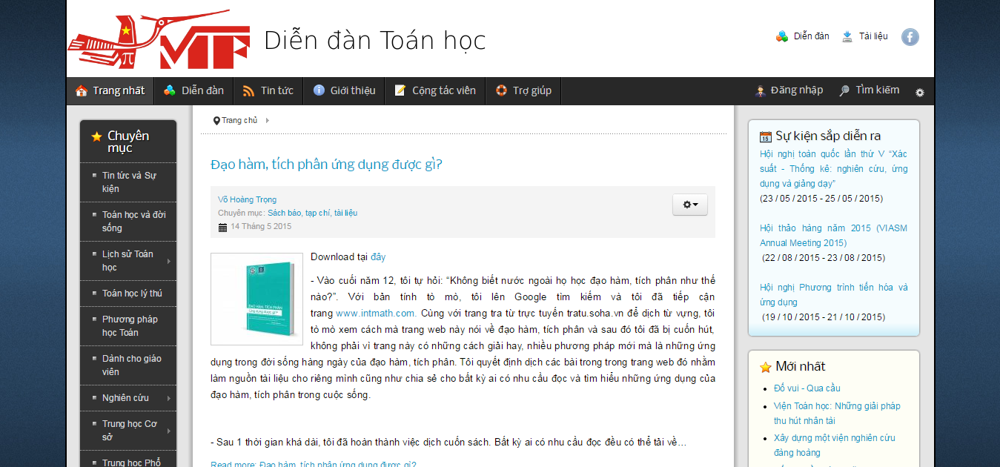 π VMF Diễn đàn Toán học
Diễn đàn Tài liệu
Trang nhất Diễn đàn Tin tức Giới thiệu Cộng tác viên Trợ giúp Đăng nhập Tìm kiếm
Chuyên
mục
Tin tức và Sự
kiện
Toán học và đời
sống
Lịch sử Toán
học
Toán học lý thú
Phương pháp
học Toán
Dành cho giáo
viên
Nghiên cứu
Trung học Cơ
sở
Trung học Phổ
Trang chủ
Đạo hàm, tích phân ứng dụng được gì?
Võ Hoàng Trọng
Chuyên mục: Sách báo, tạp chí, tài liệu
14 Tháng 5 2015
ĐẠO HÀM, TÍCH PHÂN
ỨNG DỤNG ĐƯỢC GÌ?
Download tại đây
- Vào cuối năm 12, tôi tự hỏi: “Không biết nước ngoài họ học đạo hàm, tích phân như thế
nào?”. Với bản tính tò mò, tôi lên Google tìm kiếm và tôi đã tiếp cận
trang www.intmath.com. Cùng với trang tra từ trực tuyến tratu.soha.vn để dịch từ vựng, tôi
tò mò xem cách mà trang web này nói về đạo hàm, tích phân và sau đó tôi đã bị cuốn hút,
không phải vì trang này có những cách giải hay, nhiều phương pháp mới mà là những ứng
dụng trong đời sống hàng ngày của đạo hàm, tích phân. Tôi quyết định dịch các bài trong trong trang web đó nhằm
làm nguồn tài liệu cho riêng mình cũng như chia sẻ cho bất kỳ ai có nhu cầu đọc và tìm hiểu những ứng dụng của
đạo hàm, tích phân trong cuộc sống.
- Sau 1 thời gian khá dài, tôi đã hoàn thành việc dịch cuốn sách. Bất kỳ ai có nhu cầu đọc đều có thể tải về…
Read more: Đạo hàm, tích phân ứng dụng được gì?
15 Sự kiện sắp diễn ra
Hội nghị toàn quốc lần thứ V “Xác
suất - Thống kê: nghiên cứu, ứng
dụng và giảng dạy”
(23 / 05 / 2015 - 25 / 05 / 2015)
Hội thảo hàng năm 2015 (VIASM
Annual Meeting 2015)
(22 / 08 / 2015 - 23 / 08 / 2015)
Hội nghị Phương trình tiến hóa và
ứng dụng
(19 / 10 / 2015 - 21 / 10 / 2015)
Mới nhất
Đố vui - Qua cầu
Viện Toán học: Những giải pháp
thu hút nhân tài
Xây dựng một viện nghiên cứu
đàng hoàng